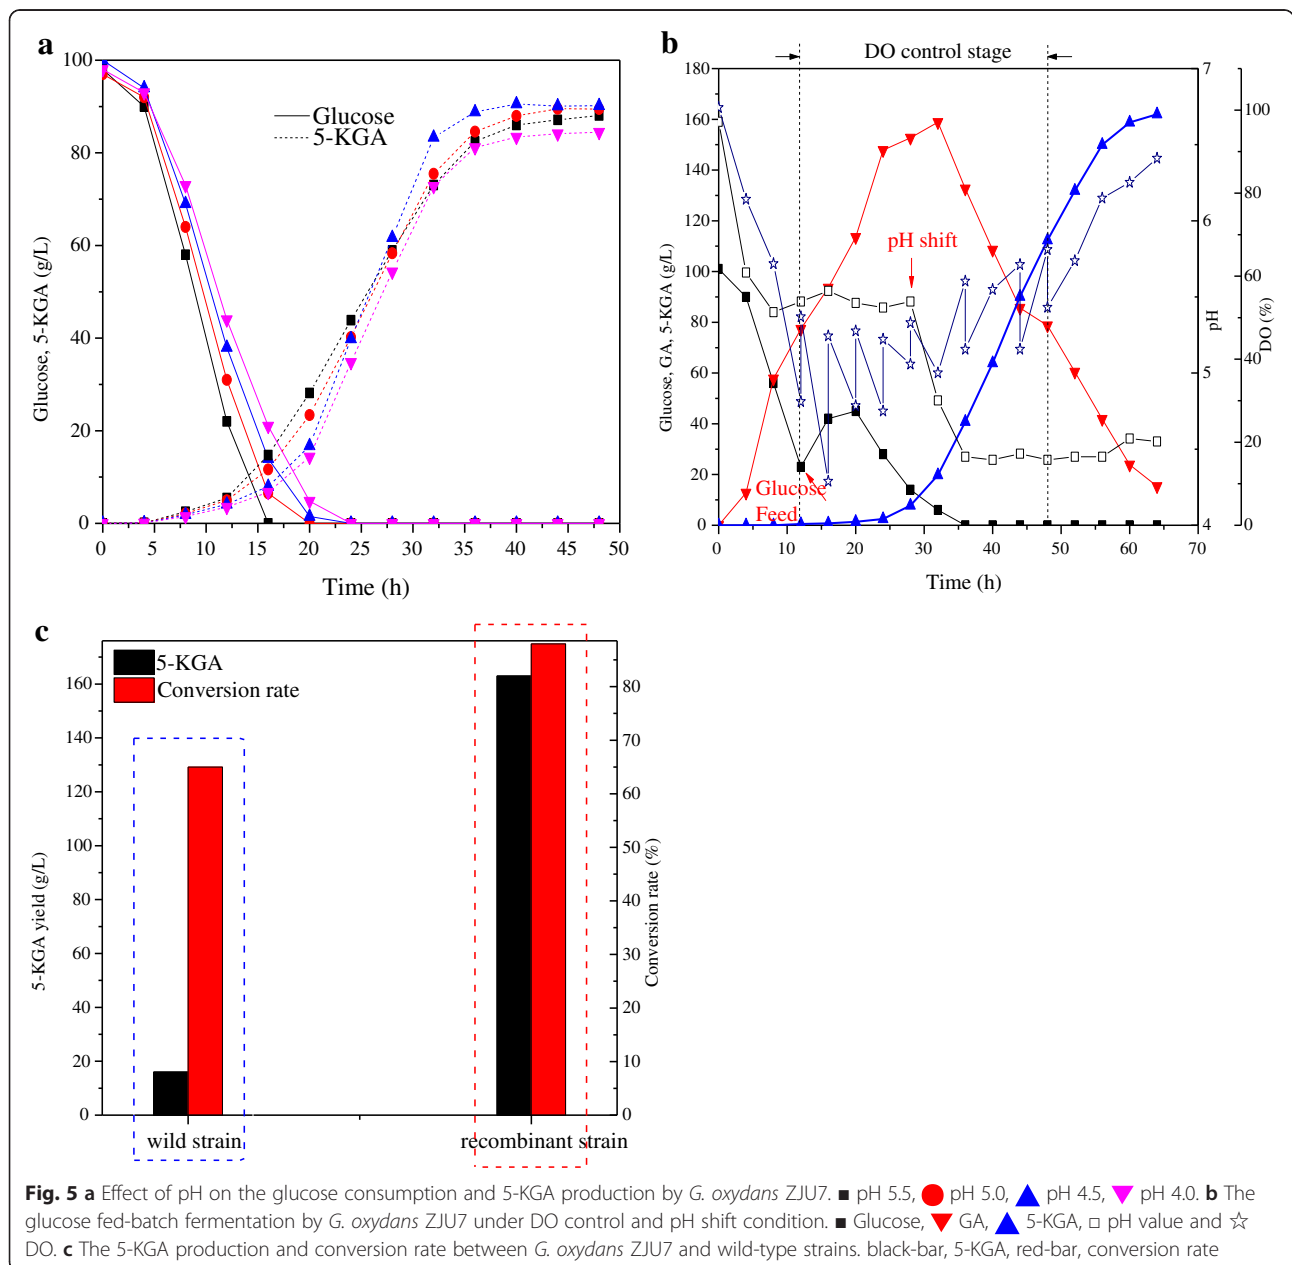 a
100
80
60
40
20
0
Glucose, 5-KGA (g/L)
Glucose
5-KGA
0 5 10 15 20 25 30 35 40 45 50
Time (h)
b
DO control stage
180
160
140
120
100
80
60
40
20
0
Glucose, GA, 5-KGA (g/L)
pH shift
Glucose
Feed
7
6
5
4
pH
100
80
60
40
20
0
DO (%)
0 10 20 30 40 50 60 70
Time (h)
c
5-KGA
Conversion rate
160
140
120
100
80
60
40
20
0
5-KGA yield (g/L)
80
70
60
50
40
30
20
10
0
Conversion rate (%)
wild strain recombinant strain
Fig. 5 a Effect of pH on the glucose consumption and 5-KGA production by G. oxydans ZJU7. ■ pH 5.5, ● pH 5.0, ▲ pH 4.5, ▼ pH 4.0. b The
glucose fed-batch fermentation by G. oxydans ZJU7 under DO control and pH shift condition. ■ Glucose, ▼ GA, ▲ 5-KGA, □ pH value and ☆
DO. c The 5-KGA production and conversion rate between G. oxydans ZJU7 and wild-type strains. black-bar, 5-KGA, red-bar, conversion rate